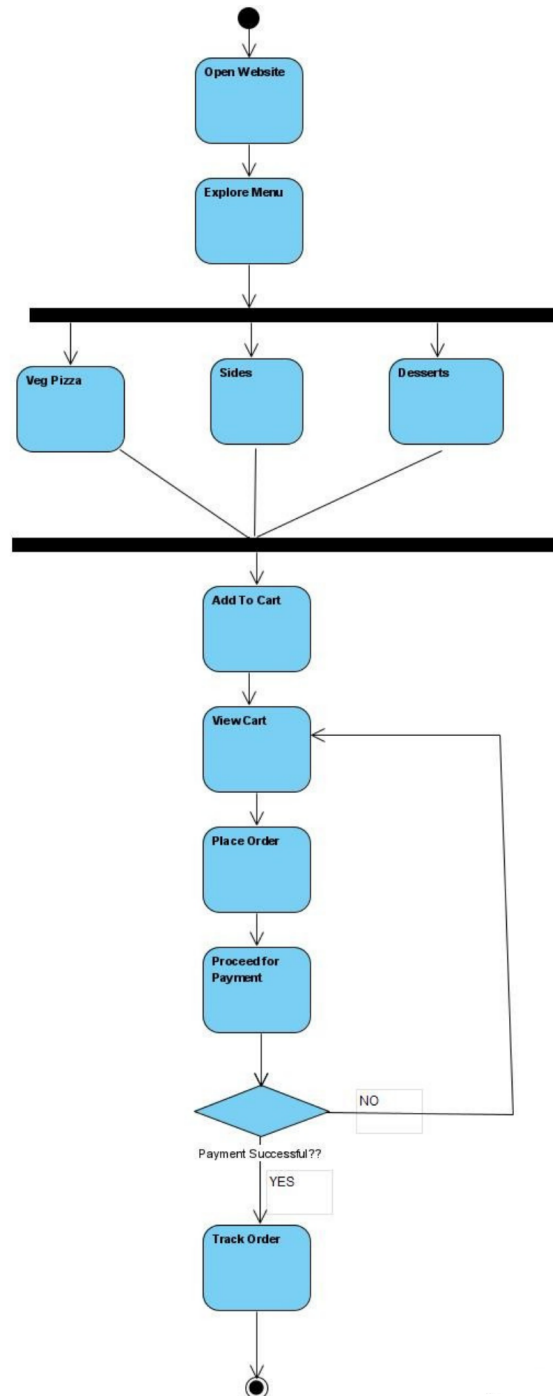 Open Website
Explore Menu
Veg Pizza
Sides
Desserts
Add To Cart
View Cart
Place Order
Proceed for
Payment
NO
Payment Successful??
YES
Track Order